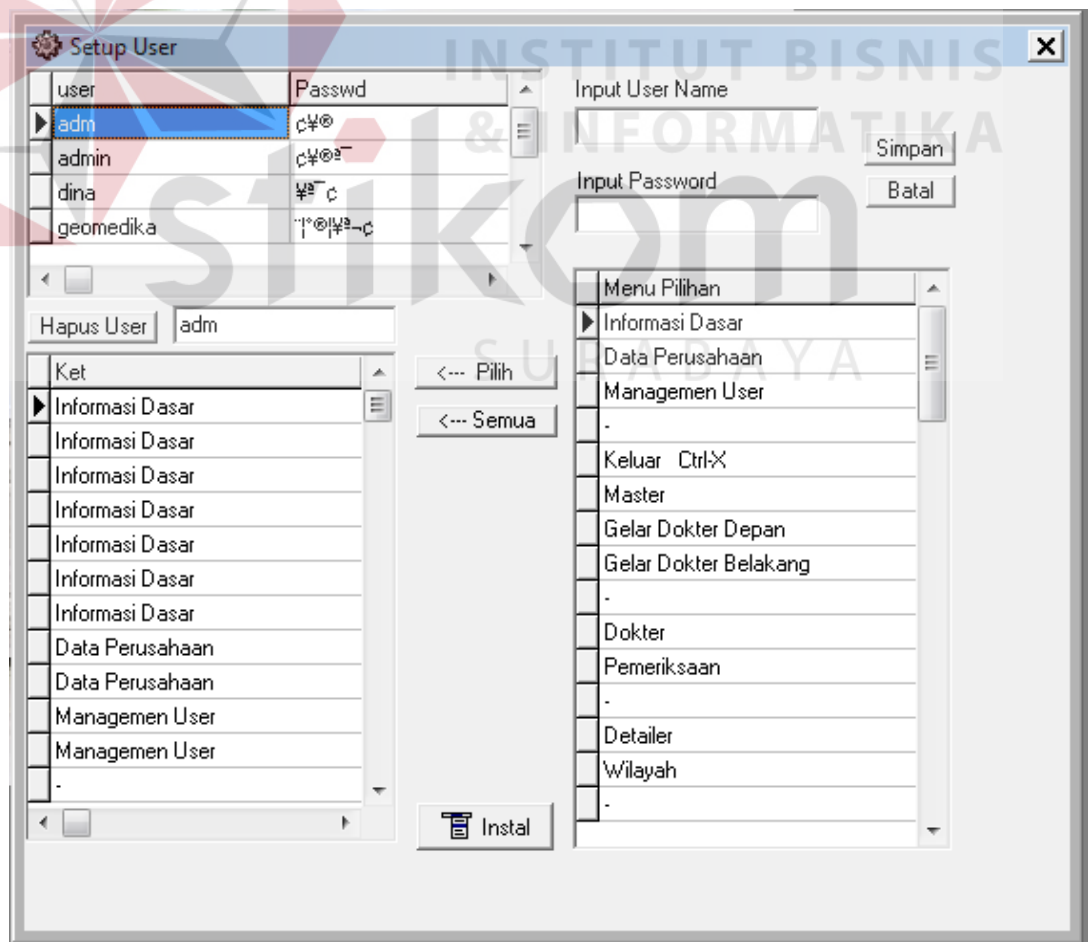 Setup User
INSTITUT BISNIS
& INFORMATIKA
stikom
SURABAYA
user Passwd
adm ¢¥®
admin ¢¥®ª¯
dina ¥ª¯¢
geomedika
Input User Name
Simpan
Input Password
Batal
Hapus User adm
Ket
Informasi Dasar
Informasi Dasar
Informasi Dasar
Informasi Dasar
Informasi Dasar
Informasi Dasar
Informasi Dasar
Data Perusahaan
Data Perusahaan
Managemen User
Managemen User
-
<--- Pilih
<--- Semua
Instal
Menu Pilihan
Informasi Dasar
Data Perusahaan
Managemen User
-
Keluar Ctrl-X
Master
Gelar Dokter Depan
Gelar Dokter Belakang
-
Dokter
Pemeriksaan
-
Detailer
Wilayah
-